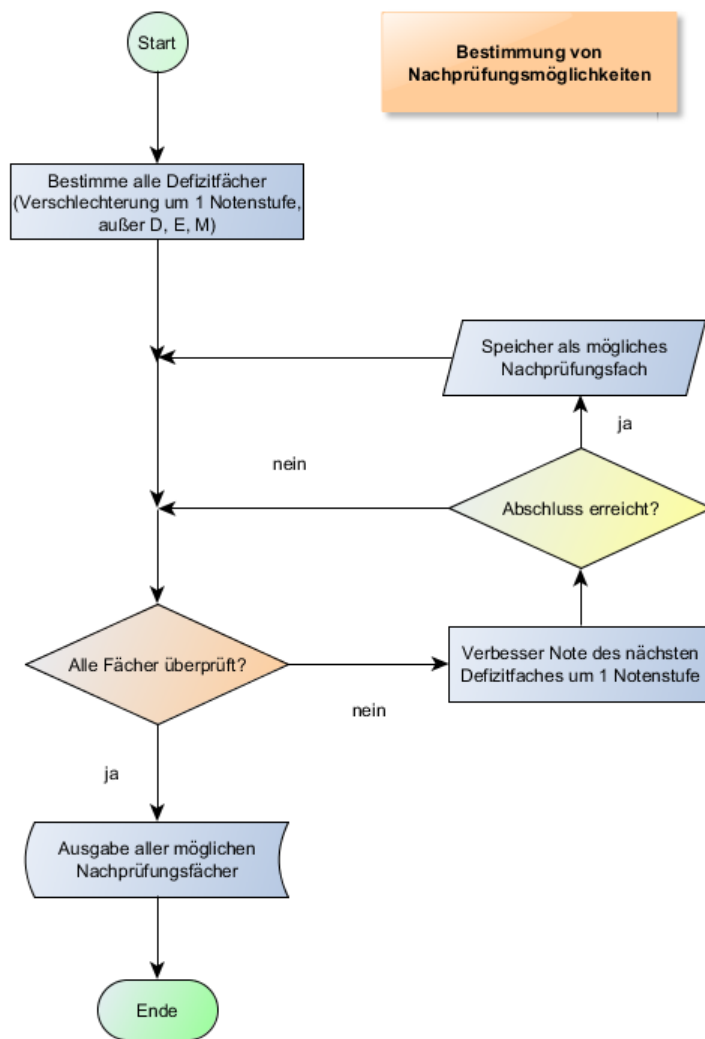 Start
Bestimmung von
Nachprüfungsmöglichkeiten
Bestimme alle Defizitfächer
(Verschlechterung um 1 Notenstufe,
außer D, E, M)
Speicher als mögliches
Nachprüfungsfach
ja
nein
Abschluss erreicht?
Verbesser Note des nächsten
Defizitfaches um 1 Notenstufe
Alle Fächer überprüft?
nein
ja
Ausgabe aller möglichen
Nachprüfungsfächer
Ende